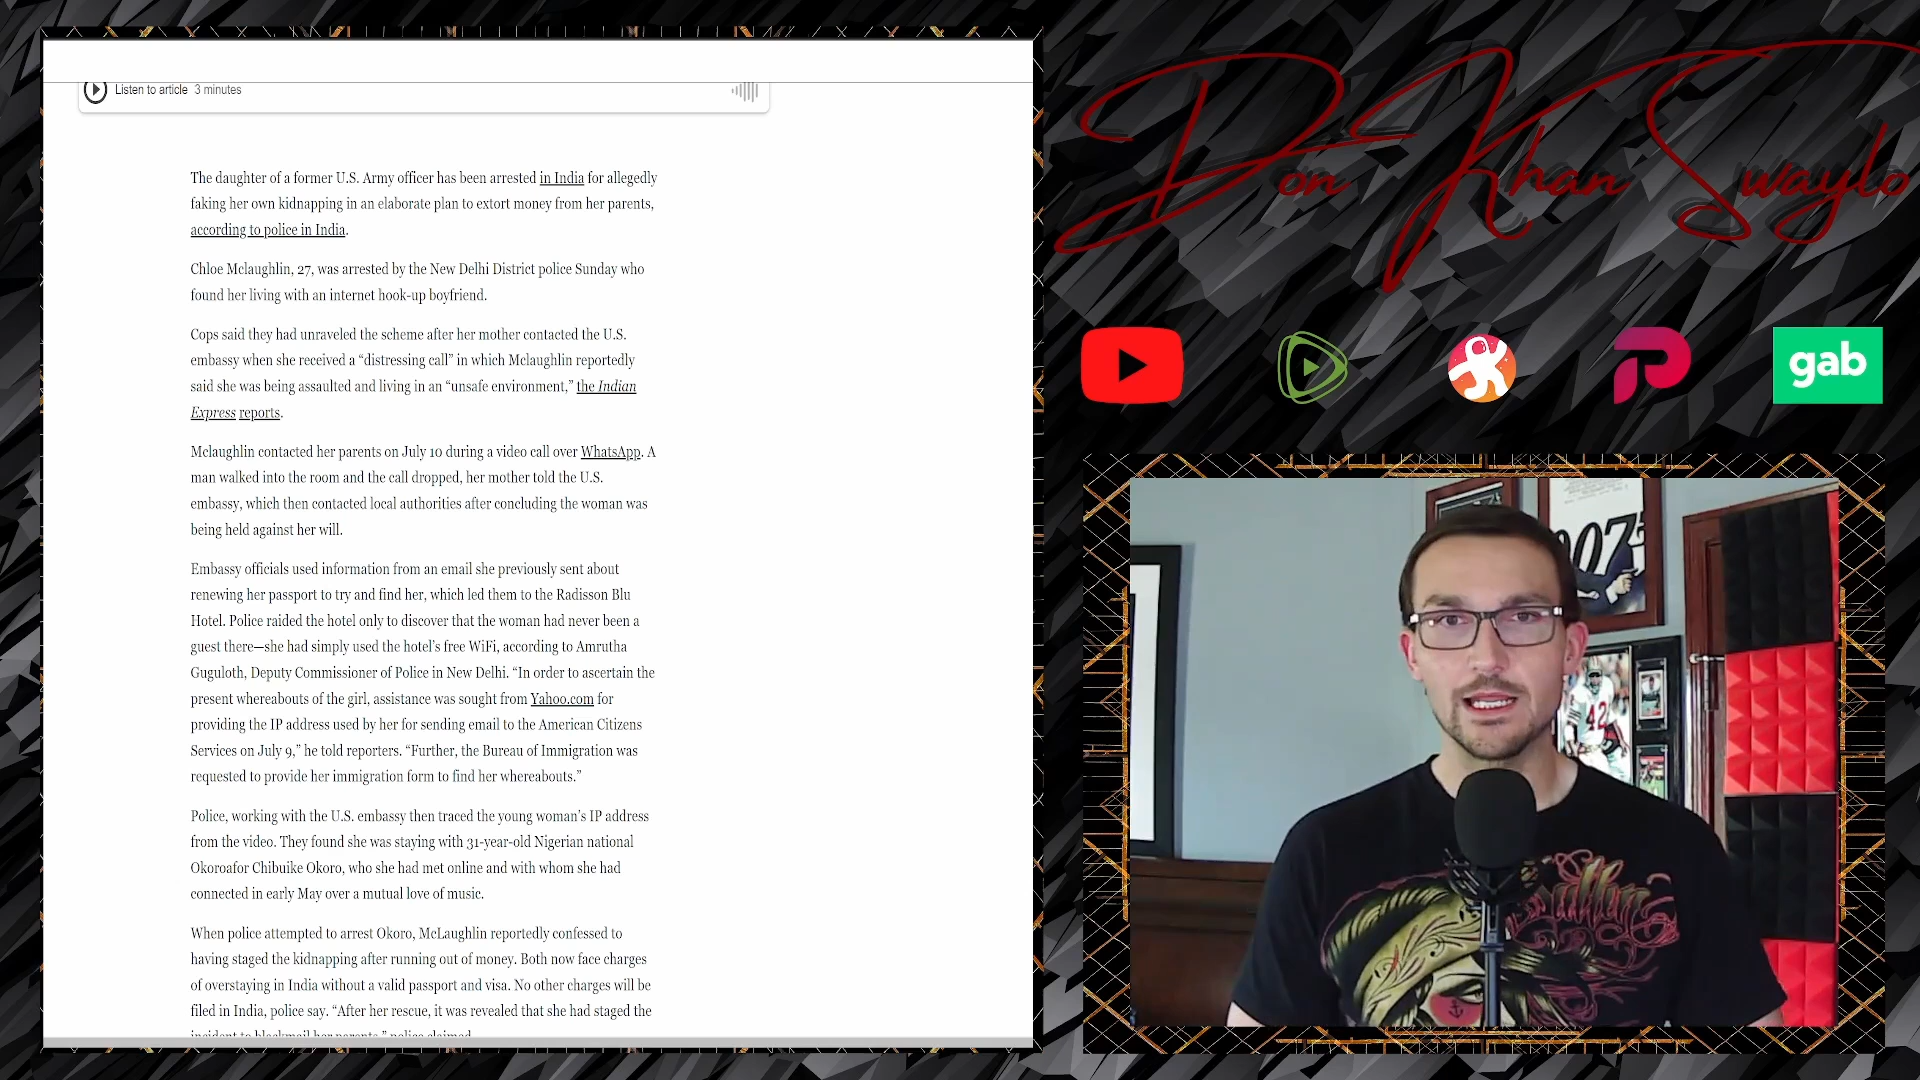 Listen to article 3 minutes
The daughter of a former U.S. Army officer has been arrested in India for allegedly
faking her own kidnapping in an elaborate plan to extort money from her parents,
according to police in India.
Chloe Mclaughlin, 27, was arrested by the New Delhi District police Sunday who
found her living with an internet hook-up boyfriend.
Cops said they had unraveled the scheme after her mother contacted the U.S.
embassy when she received a “distressing call” in which Mclaughlin reportedly
said she was being assaulted and living in an “unsafe environment,” the Indian
Express reports.
Mclaughlin contacted her parents on July 10 during a video call over WhatsApp. A
man walked into the room and the call dropped, her mother told the U.S.
embassy, which then contacted local authorities after concluding the woman was
being held against her will.
Embassy officials used information from an email she previously sent about
renewing her passport to try and find her, which led them to the Radisson Blu
Hotel. Police raided the hotel only to discover that the woman had never been a
guest there—she had simply used the hotel’s free WiFi, according to Amrutha
Guguloth, Deputy Commissioner of Police in New Delhi. “In order to ascertain the
present whereabouts of the girl, assistance was sought from Yahoo.com for
providing the IP address used by her for sending email to the American Citizens
Services on July 9,” he told reporters. “Further, the Bureau of Immigration was
requested to provide her immigration form to find her whereabouts.”
Police, working with the U.S. embassy then traced the young woman’s IP address
from the video. They found she was staying with 31-year-old Nigerian national
Okoroafor Chibuike Okoro, who she had met online and with whom she had
connected in early May over a mutual love of music.
When police attempted to arrest Okoro, McLaughlin reportedly confessed to
having staged the kidnapping after running out of money. Both now face charges
of overstaying in India without a valid passport and visa. No other charges will be
filed in India, police say. “After her rescue, it was revealed that she had staged the
incident to blackmail her parents,” police claimed.
Don Khan Swaylo
gab
007
42